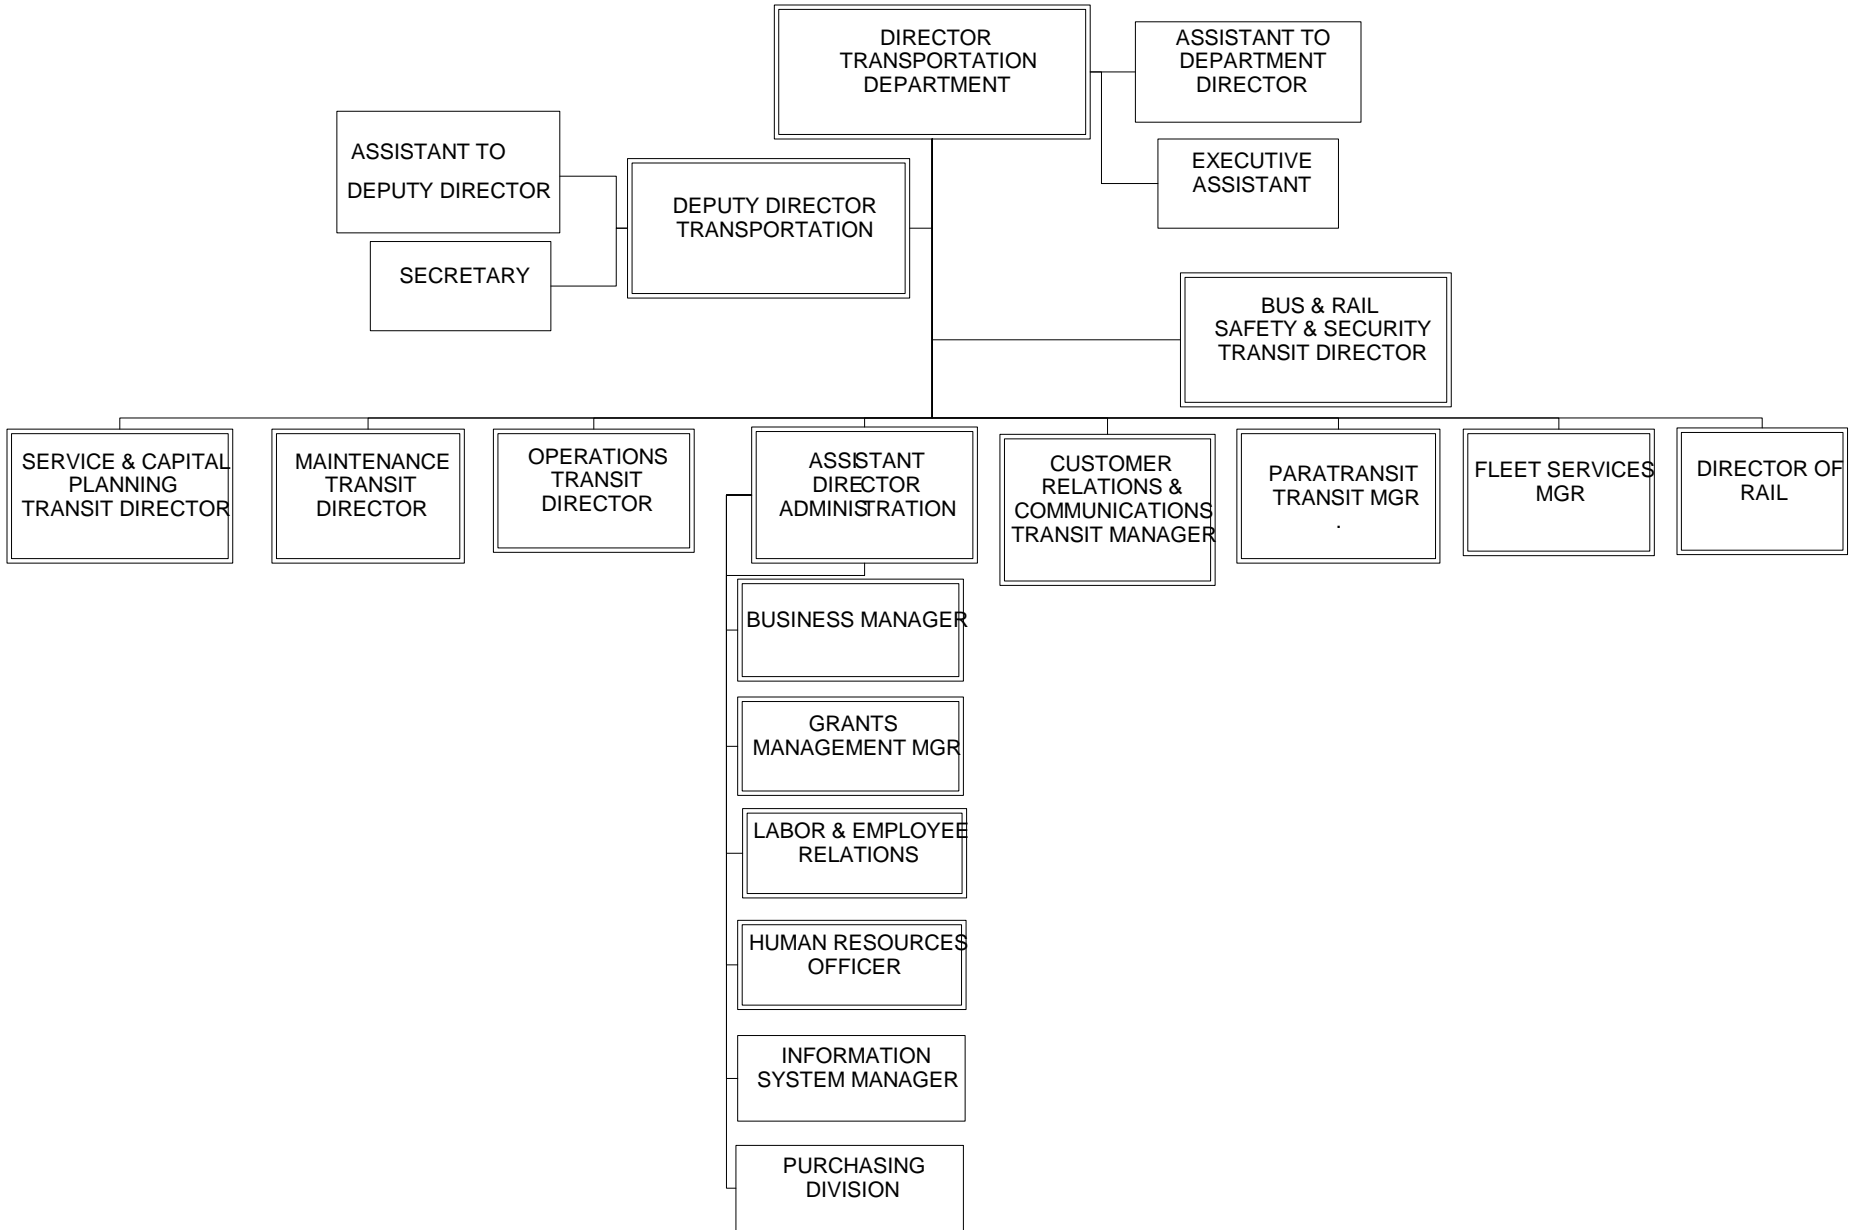 DIRECTOR
TRANSPORTATION
DEPARTMENT
ASSISTANT TO
DEPARTMENT
DIRECTOR
EXECUTIVE
ASSISTANT
ASSISTANT TO
DEPUTY DIRECTOR
SECRETARY
DEPUTY DIRECTOR
TRANSPORTATION
BUS & RAIL
SAFETY & SECURITY
TRANSIT DIRECTOR
SERVICE & CAPITAL
PLANNING
TRANSIT DIRECTOR
MAINTENANCE
TRANSIT
DIRECTOR
OPERATIONS
TRANSIT
DIRECTOR
ASSISTANT
DIRECTOR
ADMINISTRATION
CUSTOMER
RELATIONS &
COMMUNICATIONS
TRANSIT MANAGER
PARATRANSIT
TRANSIT MGR
.
FLEET SERVICES
MGR
DIRECTOR OF
RAIL
BUSINESS MANAGER
GRANTS
MANAGEMENT MGR
LABOR & EMPLOYEE
RELATIONS
HUMAN RESOURCES
OFFICER
INFORMATION
SYSTEM MANAGER
PURCHASING
DIVISION